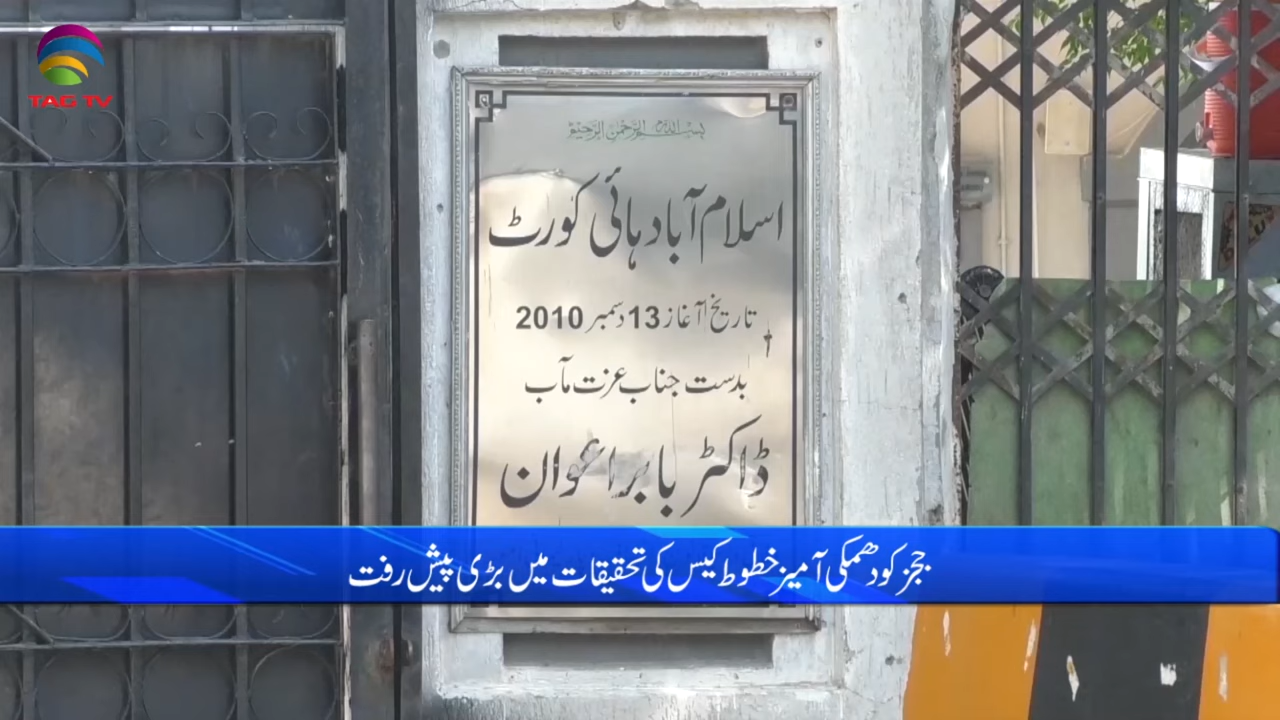 TAG TV
بسم اللہ الرحمن الرحیم
اسلام آباد ہائی کورٹ
تاریخ آغاز 13 دسمبر 2010
بدست جناب عزت مآب
ڈاکٹر بابر اعوان
ججز کو دھمکی آمیز خطوط کیس کی تحقیقات میں بڑی پیش رفت